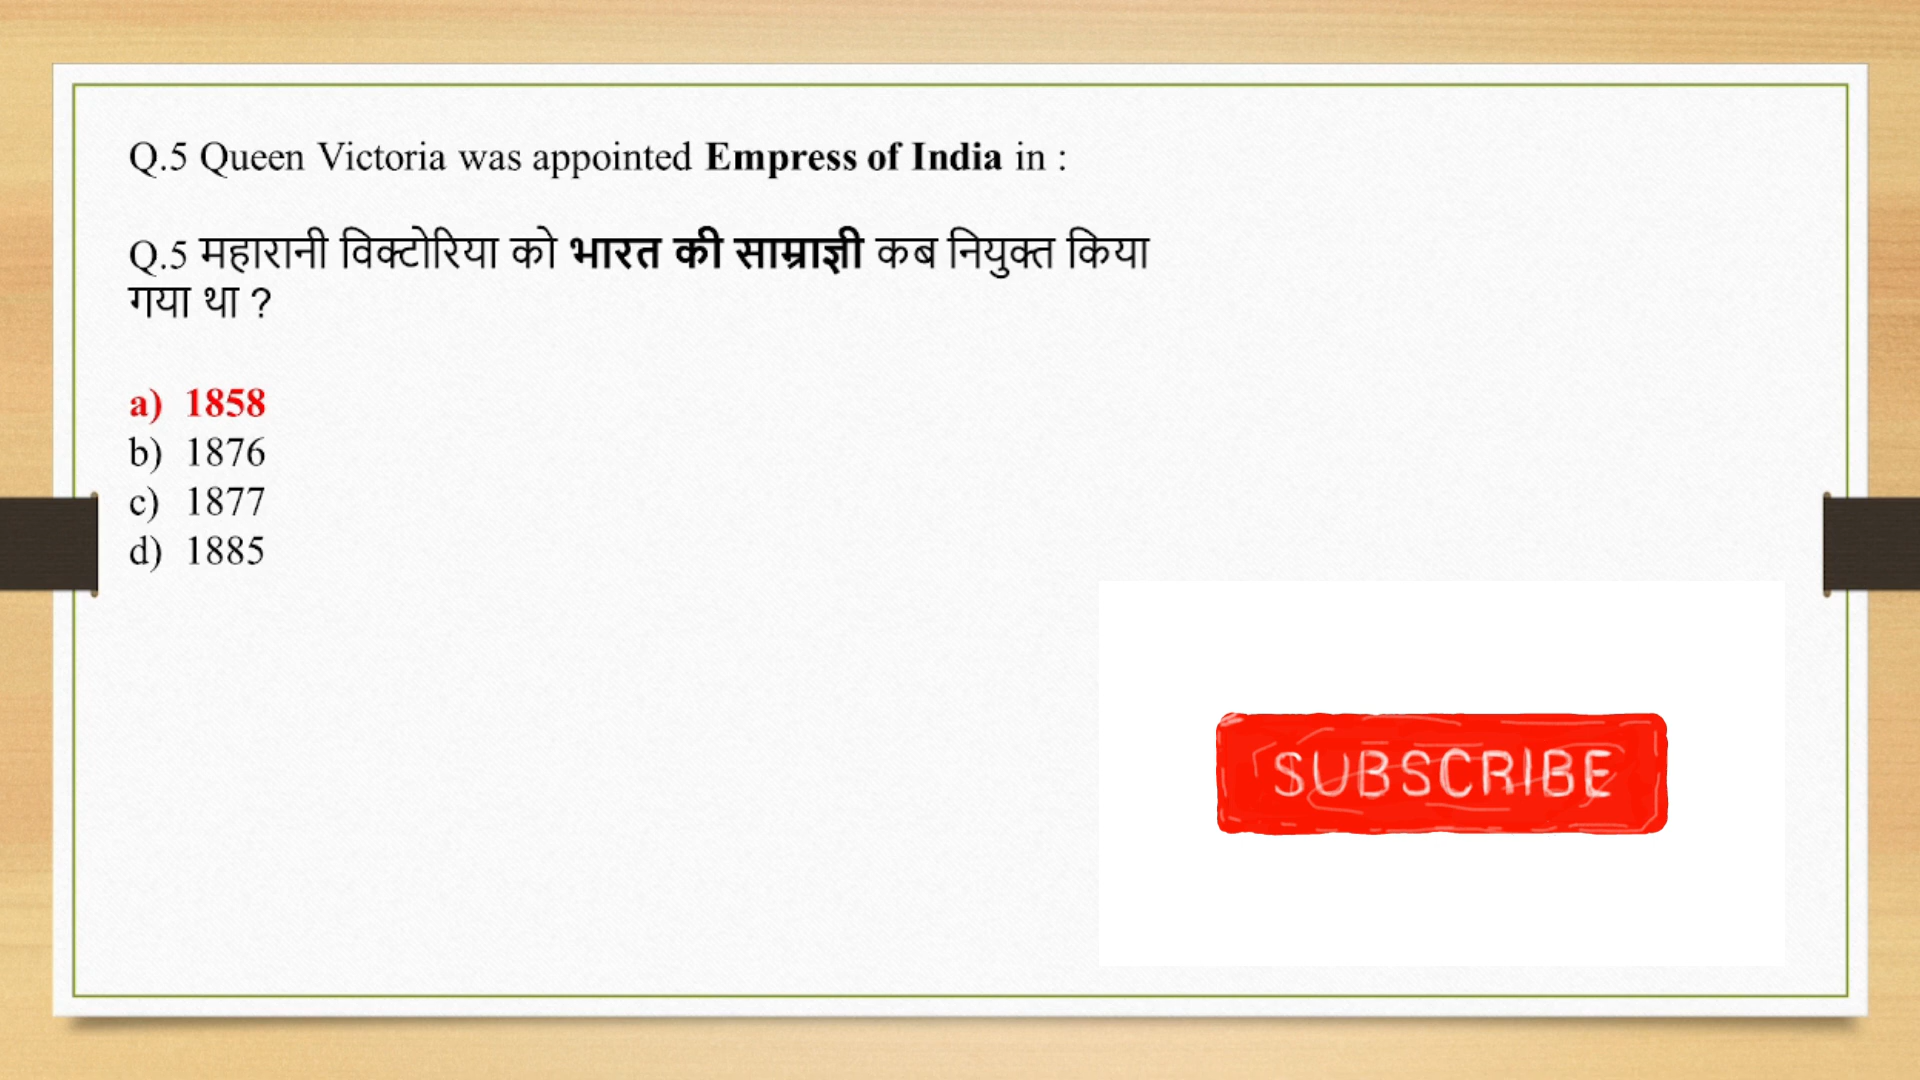 Q.5 Queen Victoria was appointed Empress of India in :
Q.5 महारानी विक्टोरिया को भारत की साम्राज्ञी कब नियुक्त किया
गया था ?
a) 1858
b) 1876
c) 1877
d) 1885
SUBSCRIBE